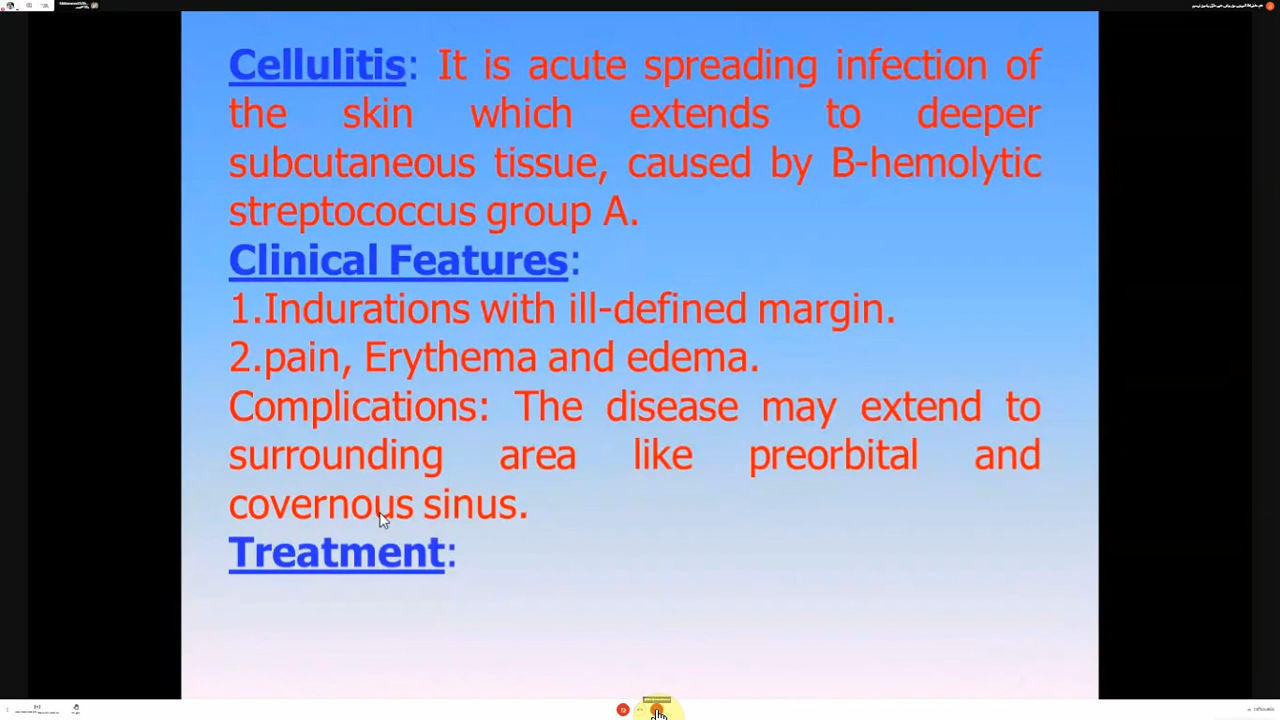 Cellulitis: It is acute spreading infection of
the skin which extends to deeper
subcutaneous tissue, caused by B-hemolytic
streptococcus group A.
Clinical Features:
1.Indurations with ill-defined margin.
2.pain, Erythema and edema.
Complications: The disease may extend to
surrounding area like preorbital and
covernous sinus.
Treatment: